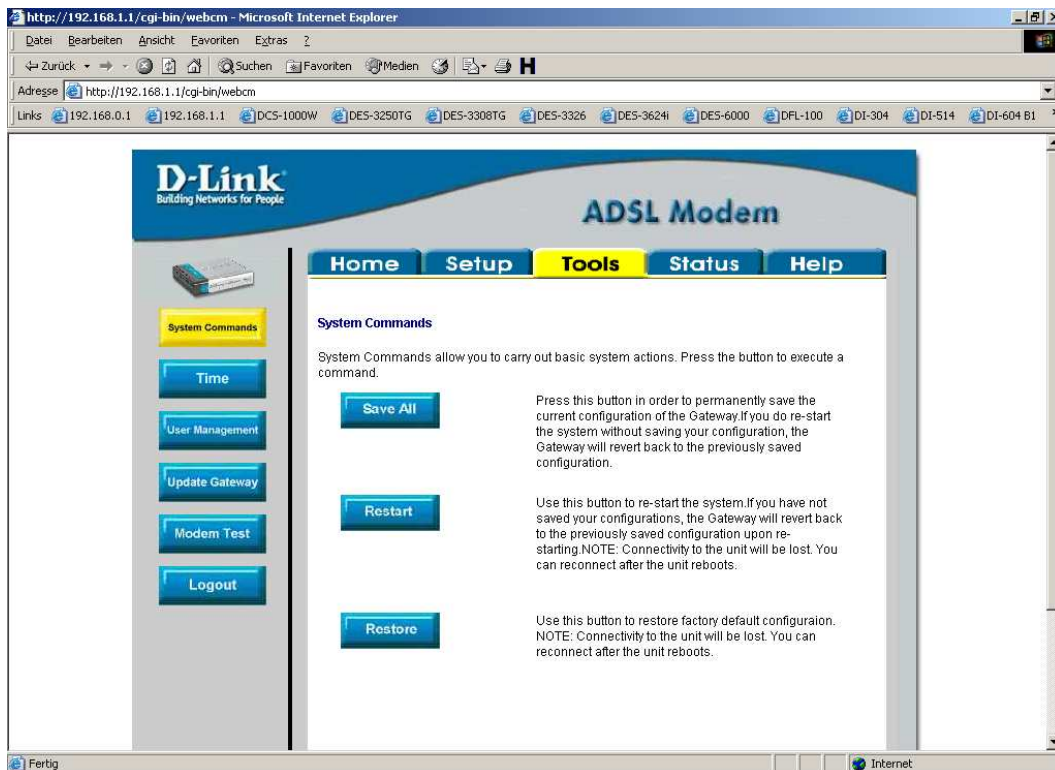 http://192.168.1.1/cgi-bin/webcm - Microsoft Internet Explorer
Datei Bearbeiten Ansicht Favoriten Extras ?
Zurück Suchen Favoriten Medien H
Adresse http://192.168.1.1/cgi-bin/webcm
Links 192.168.0.1 192.168.1.1 DCS-1000W DES-3250TG DES-3308TG DES-3326 DES-3624i DES-6000 DFL-100 DI-304 DI-514 DI-604 B1
D-Link
Building Networks for People
ADSL Modem
Home Setup Tools Status Help
System Commands
Time
User Management
Update Gateway
Modem Test
Logout
System Commands
System Commands allow you to carry out basic system actions. Press the button to execute a
command.
Save All
Press this button in order to permanently save the
current configuration of the Gateway.If you do re-start
the system without saving your configuration, the
Gateway will revert back to the previously saved
configuration.
Restart
Use this button to re-start the system.If you have not
saved your configurations, the Gateway will revert back
to the previously saved configuration upon re-
starting.NOTE: Connectivity to the unit will be lost. You
can reconnect after the unit reboots.
Restore
Use this button to restore factory default configuraion.
NOTE: Connectivity to the unit will be lost. You can
reconnect after the unit reboots.
Fertig Internet